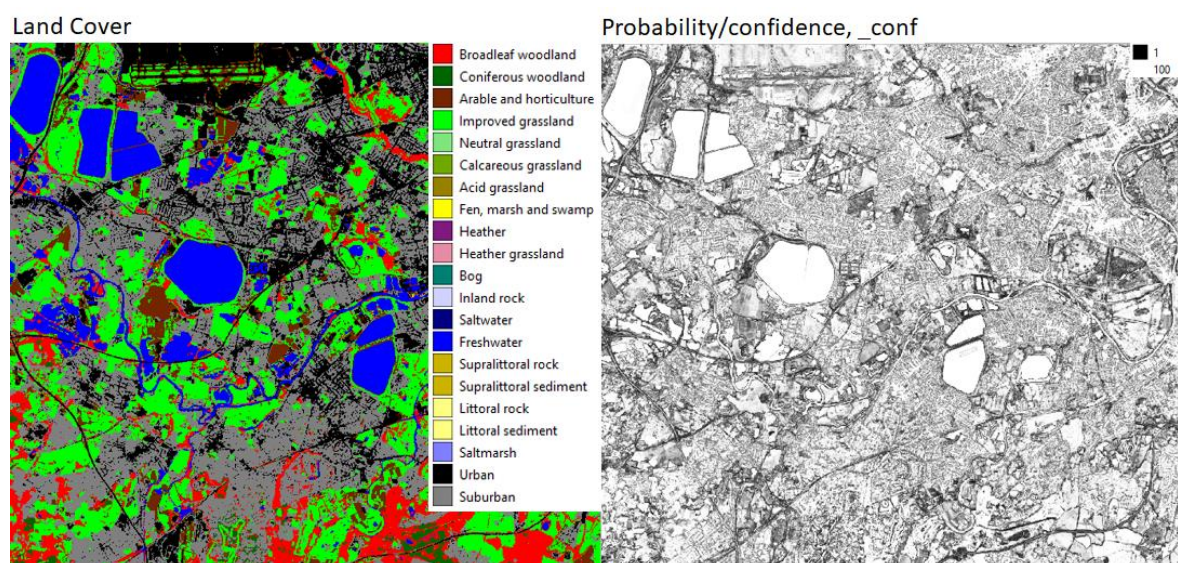 Land Cover
Probability/confidence, _conf
Broadleaf woodland
Coniferous woodland
Arable and horticulture
Improved grassland
Neutral grassland
Calcareous grassland
Acid grassland
Fen, marsh and swamp
Heather
Heather grassland
Bog
Inland rock
Saltwater
Freshwater
Supralittoral rock
Supralittoral sediment
Littoral rock
Littoral sediment
Saltmarsh
Urban
Suburban
1
100